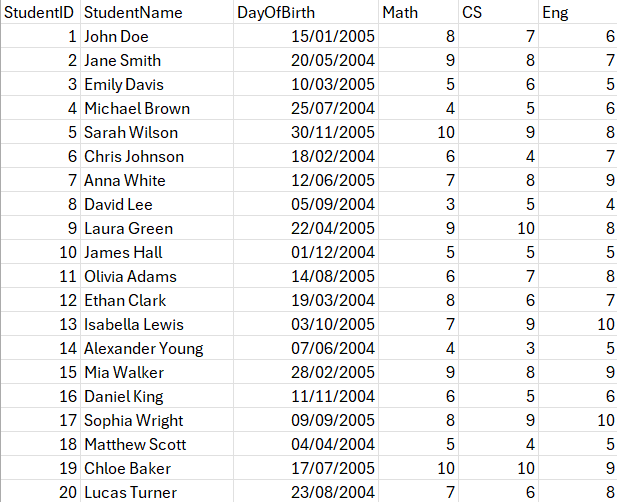 StudentID StudentName DayOfBirth Math CS Eng
1 John Doe 15/01/2005 8 7 6
2 Jane Smith 20/05/2004 9 8 7
3 Emily Davis 10/03/2005 5 6 5
4 Michael Brown 25/07/2004 4 5 6
5 Sarah Wilson 30/11/2005 10 9 8
6 Chris Johnson 18/02/2004 6 4 7
7 Anna White 12/06/2005 7 8 9
8 David Lee 05/09/2004 3 5 4
9 Laura Green 22/04/2005 9 10 8
10 James Hall 01/12/2004 5 5 5
11 Olivia Adams 14/08/2005 6 7 8
12 Ethan Clark 19/03/2004 8 6 7
13 Isabella Lewis 03/10/2005 7 9 10
14 Alexander Young 07/06/2004 4 3 5
15 Mia Walker 28/02/2005 9 8 9
16 Daniel King 11/11/2004 6 5 6
17 Sophia Wright 09/09/2005 8 9 10
18 Matthew Scott 04/04/2004 5 4 5
19 Chloe Baker 17/07/2005 10 10 9
20 Lucas Turner 23/08/2004 7 6 8